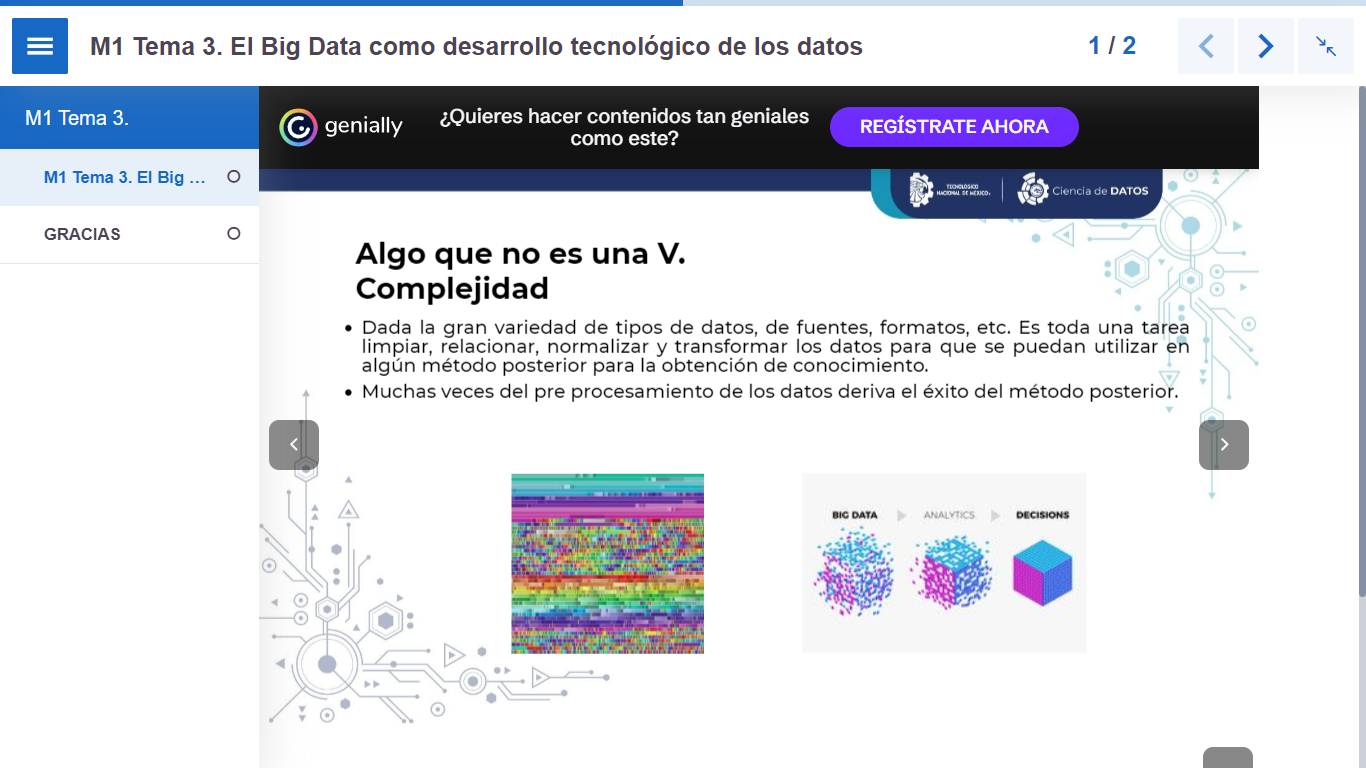 M1 Tema 3. El Big Data como desarrollo tecnológico de los datos
1 / 2
M1 Tema 3.
M1 Tema 3. El Big ...
GRACIAS
genially
¿Quieres hacer contenidos tan geniales
como este?
REGÍSTRATE AHORA
TECNOLÓGICO
NACIONAL DE MÉXICO
Ciencia de DATOS
Algo que no es una V.
Complejidad
• Dada la gran variedad de tipos de datos, de fuentes, formatos, etc. Es toda una tarea
limpiar, relacionar, normalizar y transformar los datos para que se puedan utilizar en
algún método posterior para la obtención de conocimiento.
• Muchas veces del pre procesamiento de los datos deriva el éxito del método posterior.
BIG DATA ANALYTICS DECISIONS